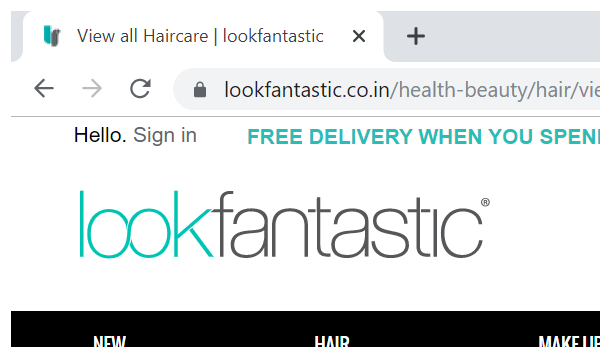 View all Haircare | lookfantastic
lookfantastic.co.in/health-beauty/hair/vie
Hello. Sign in
FREE DELIVERY WHEN YOU SPEN
lookfantastic®
NEW
HAIR
MAKE UP